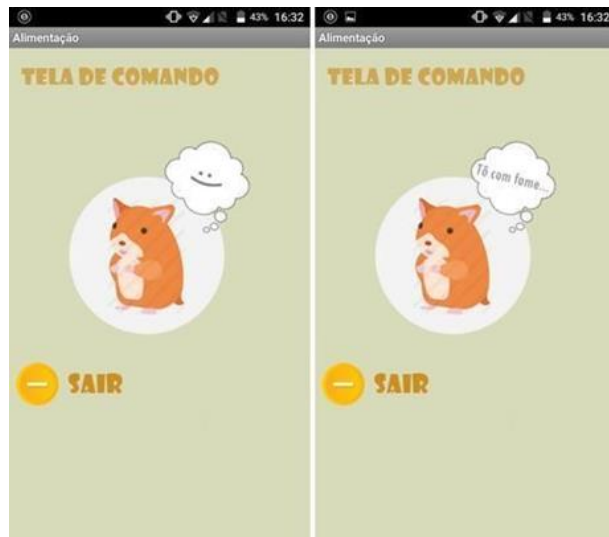 43% 16:32
Alimentação
TELA DE COMANDO
SAIR
43% 16:32
Alimentação
TELA DE COMANDO
Tô com fome...
SAIR